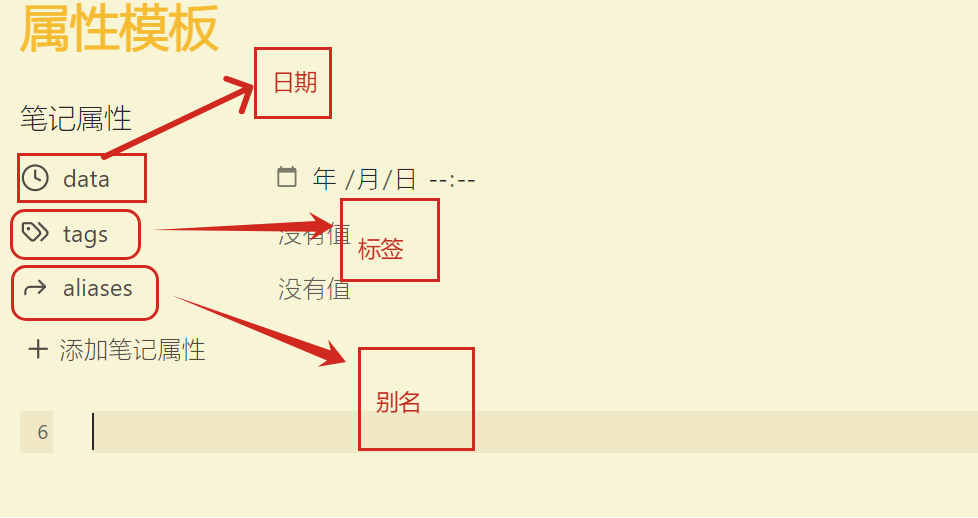 属性模板
日期
笔记属性
data 年/月/日 --:--
tags 没有值
标签
aliases 没有值
添加笔记属性
别名
6